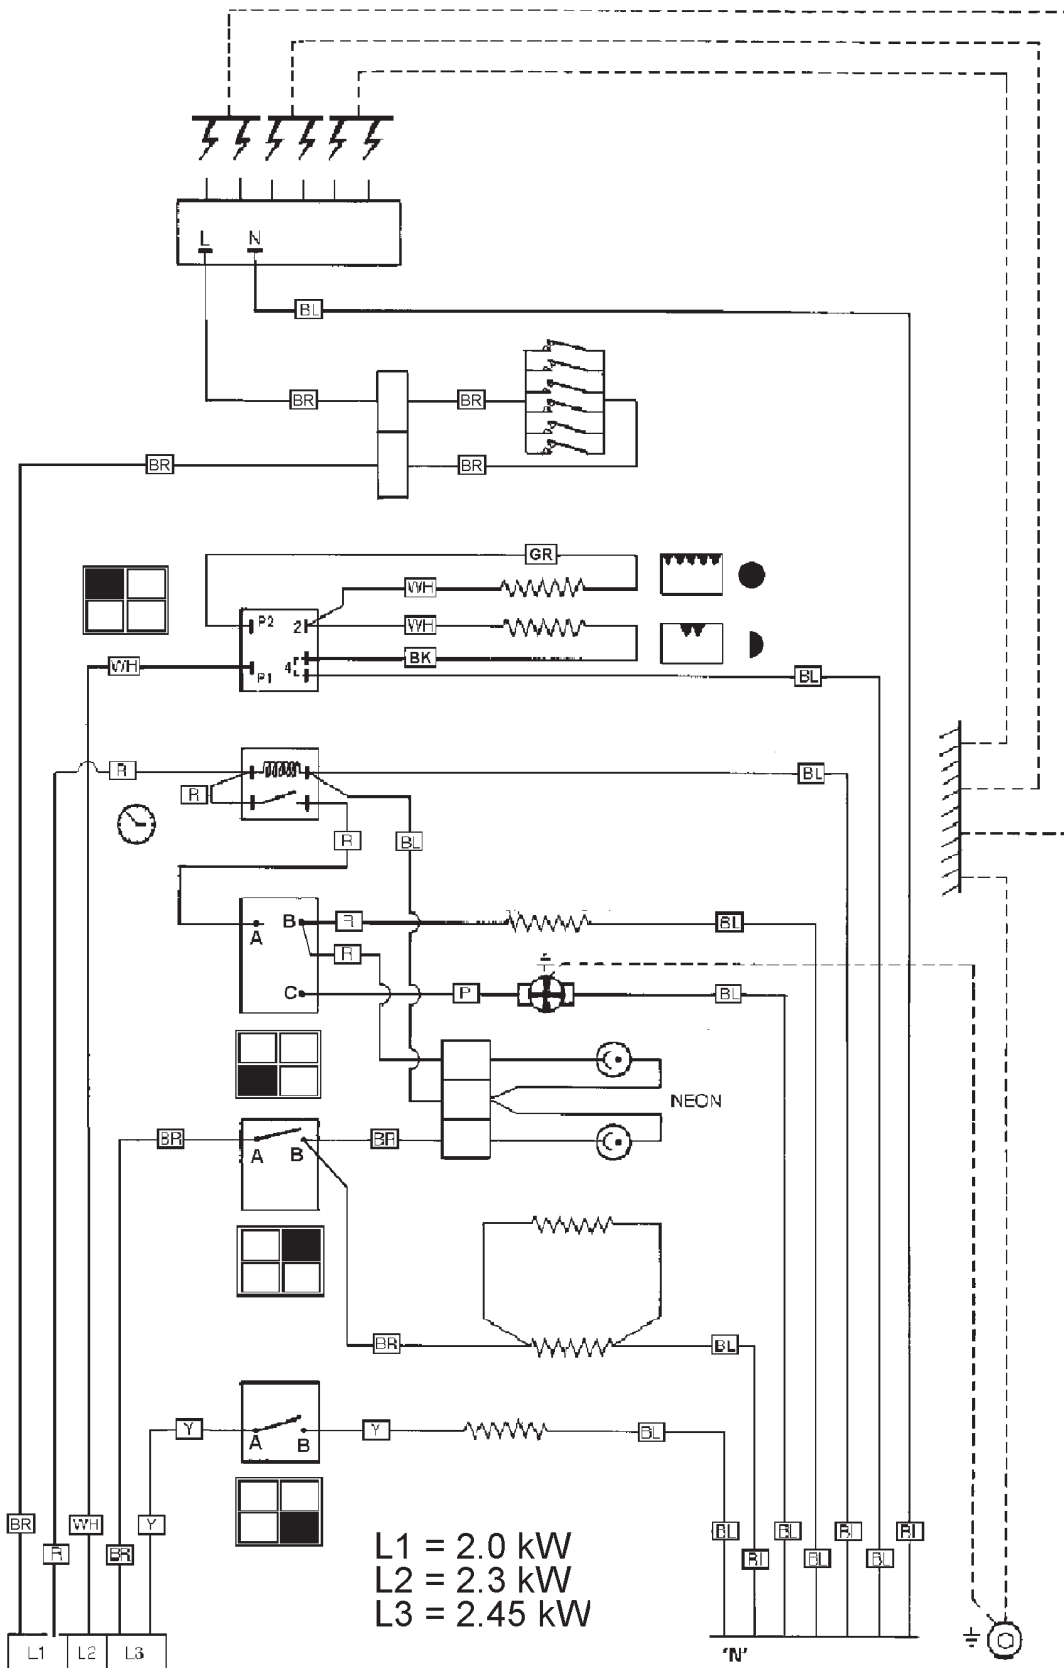 L N
BL
BR BR
BR BR
GR
WH
P2 2 WH
WH P1 4 BK
BL
R BL
R
R BL
A B R BL
R
C P BL
NEON
BR A B BR
BR BL
Y A B Y BL
BR WH Y BL BL BL BL
R BR BL BL BL
L1 = 2.0 kW
L2 = 2.3 kW
L3 = 2.45 kW
L1 L2 L3 'N'